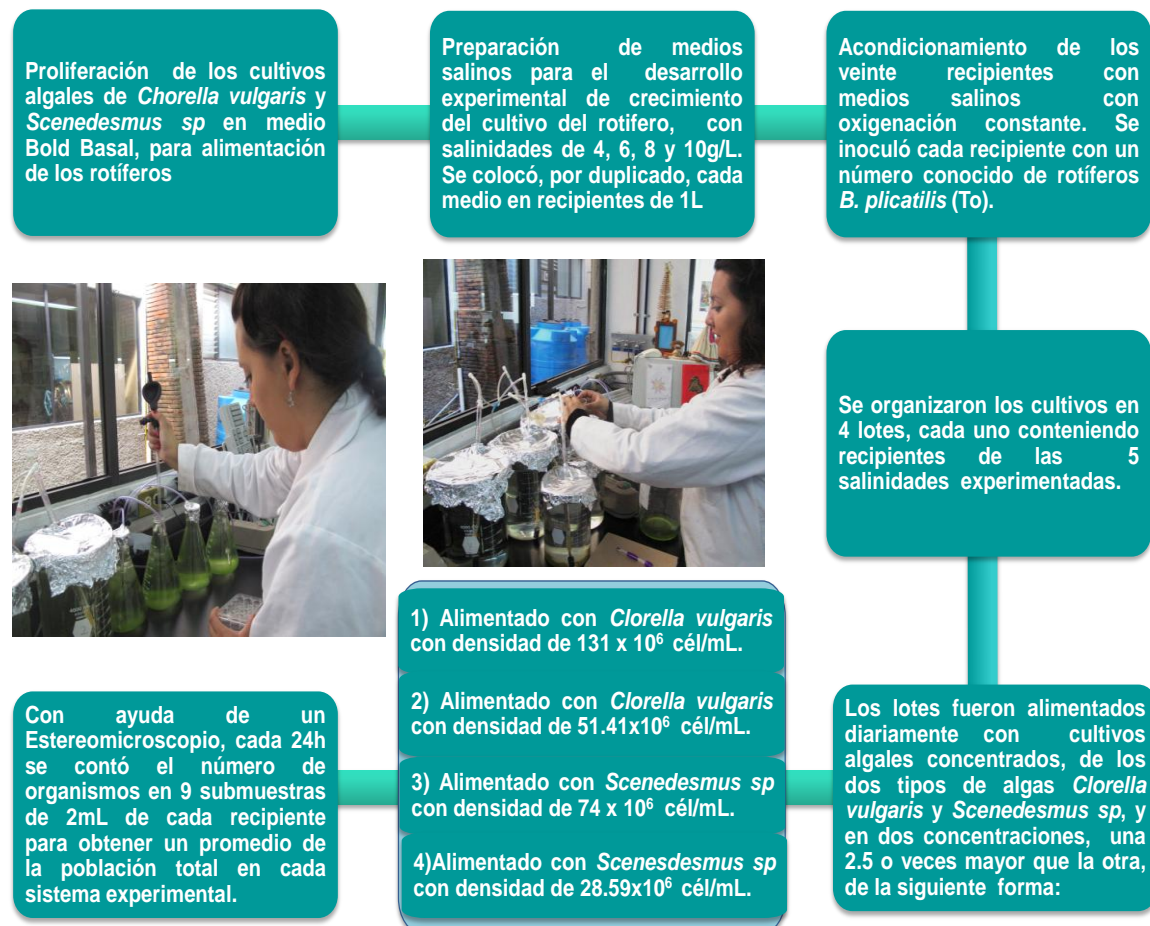 Proliferación de los cultivos
algales de Chorella vulgaris y
Scenedesmus sp en medio
Bold Basal, para alimentación
de los rotíferos
Preparación de medios
salinos para el desarrollo
experimental de crecimiento
del cultivo del rotifero, con
salinidades de 4, 6, 8 y 10g/L.
Se colocó, por duplicado, cada
medio en recipientes de 1L
Acondicionamiento de los
veinte recipientes con
medios salinos con
oxigenación constante. Se
inoculó cada recipiente con un
número conocido de rotíferos
B. plicatilis (To).
Se organizaron los cultivos en
4 lotes, cada uno conteniendo
recipientes de las 5
salinidades experimentadas.
Los lotes fueron alimentados
diariamente con cultivos
algales concentrados, de los
dos tipos de algas Clorella
vulgaris y Scenedesmus sp, y
en dos concentraciones, una
2.5 o veces mayor que la otra,
de la siguiente forma:
1) Alimentado con Clorella vulgaris
con densidad de 131 x 10⁶ cél/mL.
2) Alimentado con Clorella vulgaris
con densidad de 51.41x10⁶ cél/mL.
3) Alimentado con Scenedesmus sp
con densidad de 74 x 10⁶ cél/mL.
4)Alimentado con Scenesdesmus sp
con densidad de 28.59x10⁶ cél/mL.
Con ayuda de un
Estereomicroscopio, cada 24h
se contó el número de
organismos en 9 submuestras
de 2mL de cada recipiente
para obtener un promedio de
la población total en cada
sistema experimental.